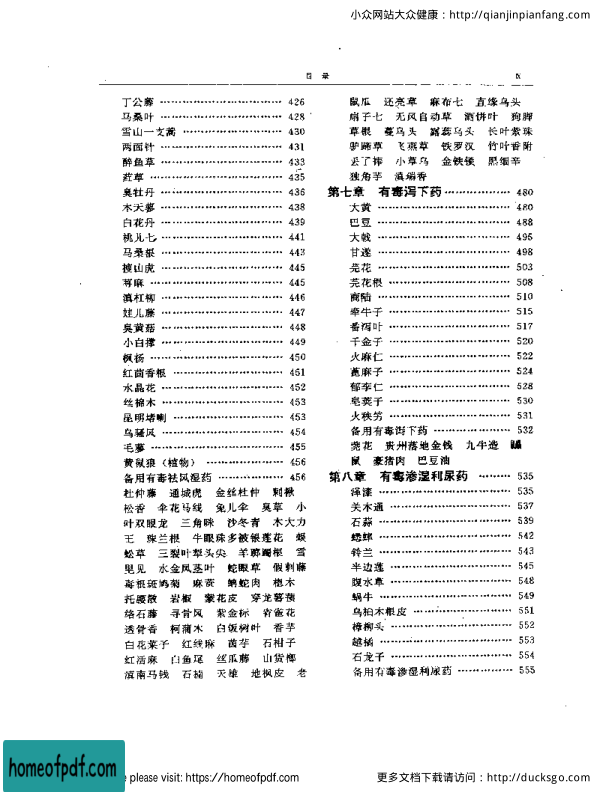 小众网站大众健康：http://qianjinpianfang.com
目 录 Ⅸ
丁公藤 426
马桑叶 428
雪山一支蒿 430
两面针 431
醉鱼草 433
荭草 435
臭牡丹 436
木天蓼 438
白花丹 439
桃儿七 441
马桑根 443
搜山虎 445
荨麻 445
滇杠柳 446
娃儿藤 447
臭黄菇 448
小白撑 449
枫杨 450
红茴香根 451
水晶花 452
丝棉木 453
昆明堵喇 453
乌骚风 454
毛蓼 455
黄鼠狼（植物） 456
备用有毒祛风湿药 456
杜仲藤 通城虎 金丝杜仲 刺楸
松香 伞花马线 兔儿伞 臭草 小
叶双眼龙 三角咪 沙冬青 木大力
王 珠兰根 牛眼珠多被银莲花 蜈
蚣草 三裂叶犁头尖 羊踯躅根 雪
里见 水金凤茎叶 蛇眼草 假刺藤
毒根斑鸠菊 麻黄 蚺蛇肉 桤木
托腰散 岩椒 蒙花皮 穿龙薯蓣
络石藤 寻骨风 紫金标 背蛇花
透骨香 柯蒲木 白饭树叶 香芋
白花菜子 红线麻 茵芋 石柑子
红活麻 白鱼尾 丝瓜藤 山货榔
滇南马钱 石楠 天雄 地枫皮 老
鼠瓜 还亮草 麻布七 直缘乌头
扇子七 无风自动草 酒饼叶 狗脚
草根 蔓乌头 露蕊乌头 长叶紫珠
驴蹄草 飞燕草 铁罗汉 竹叶香附
丢了棒 小草乌 金铁锁 熙细辛
独角芋 滇瑞香
第七章 有毒泻下药 480
大黄 480
巴豆 488
大戟 495
甘遂 498
芫花 503
芫花根 508
商陆 510
牵牛子 515
番泻叶 517
千金子 520
火麻仁 522
蓖麻子 524
郁李仁 528
皂荚子 530
火秧竻 531
备用有毒泻下药 532
荛花 贵州落地金钱 九牛造 鼺
鼠 豪猪肉 巴豆油
第八章 有毒渗湿利尿药 535
泽漆 535
关木通 537
石蒜 539
蟋蟀 542
铃兰 543
半边莲 545
腹水草 548
蜗牛 549
乌桕木根皮 551
樟柳头 552
越橘 553
石龙子 554
备用有毒渗湿利尿药 555
homeofpdf.com
e please visit: https://homeofpdf.com
更多文档下载请访问：http://ducksgo.com